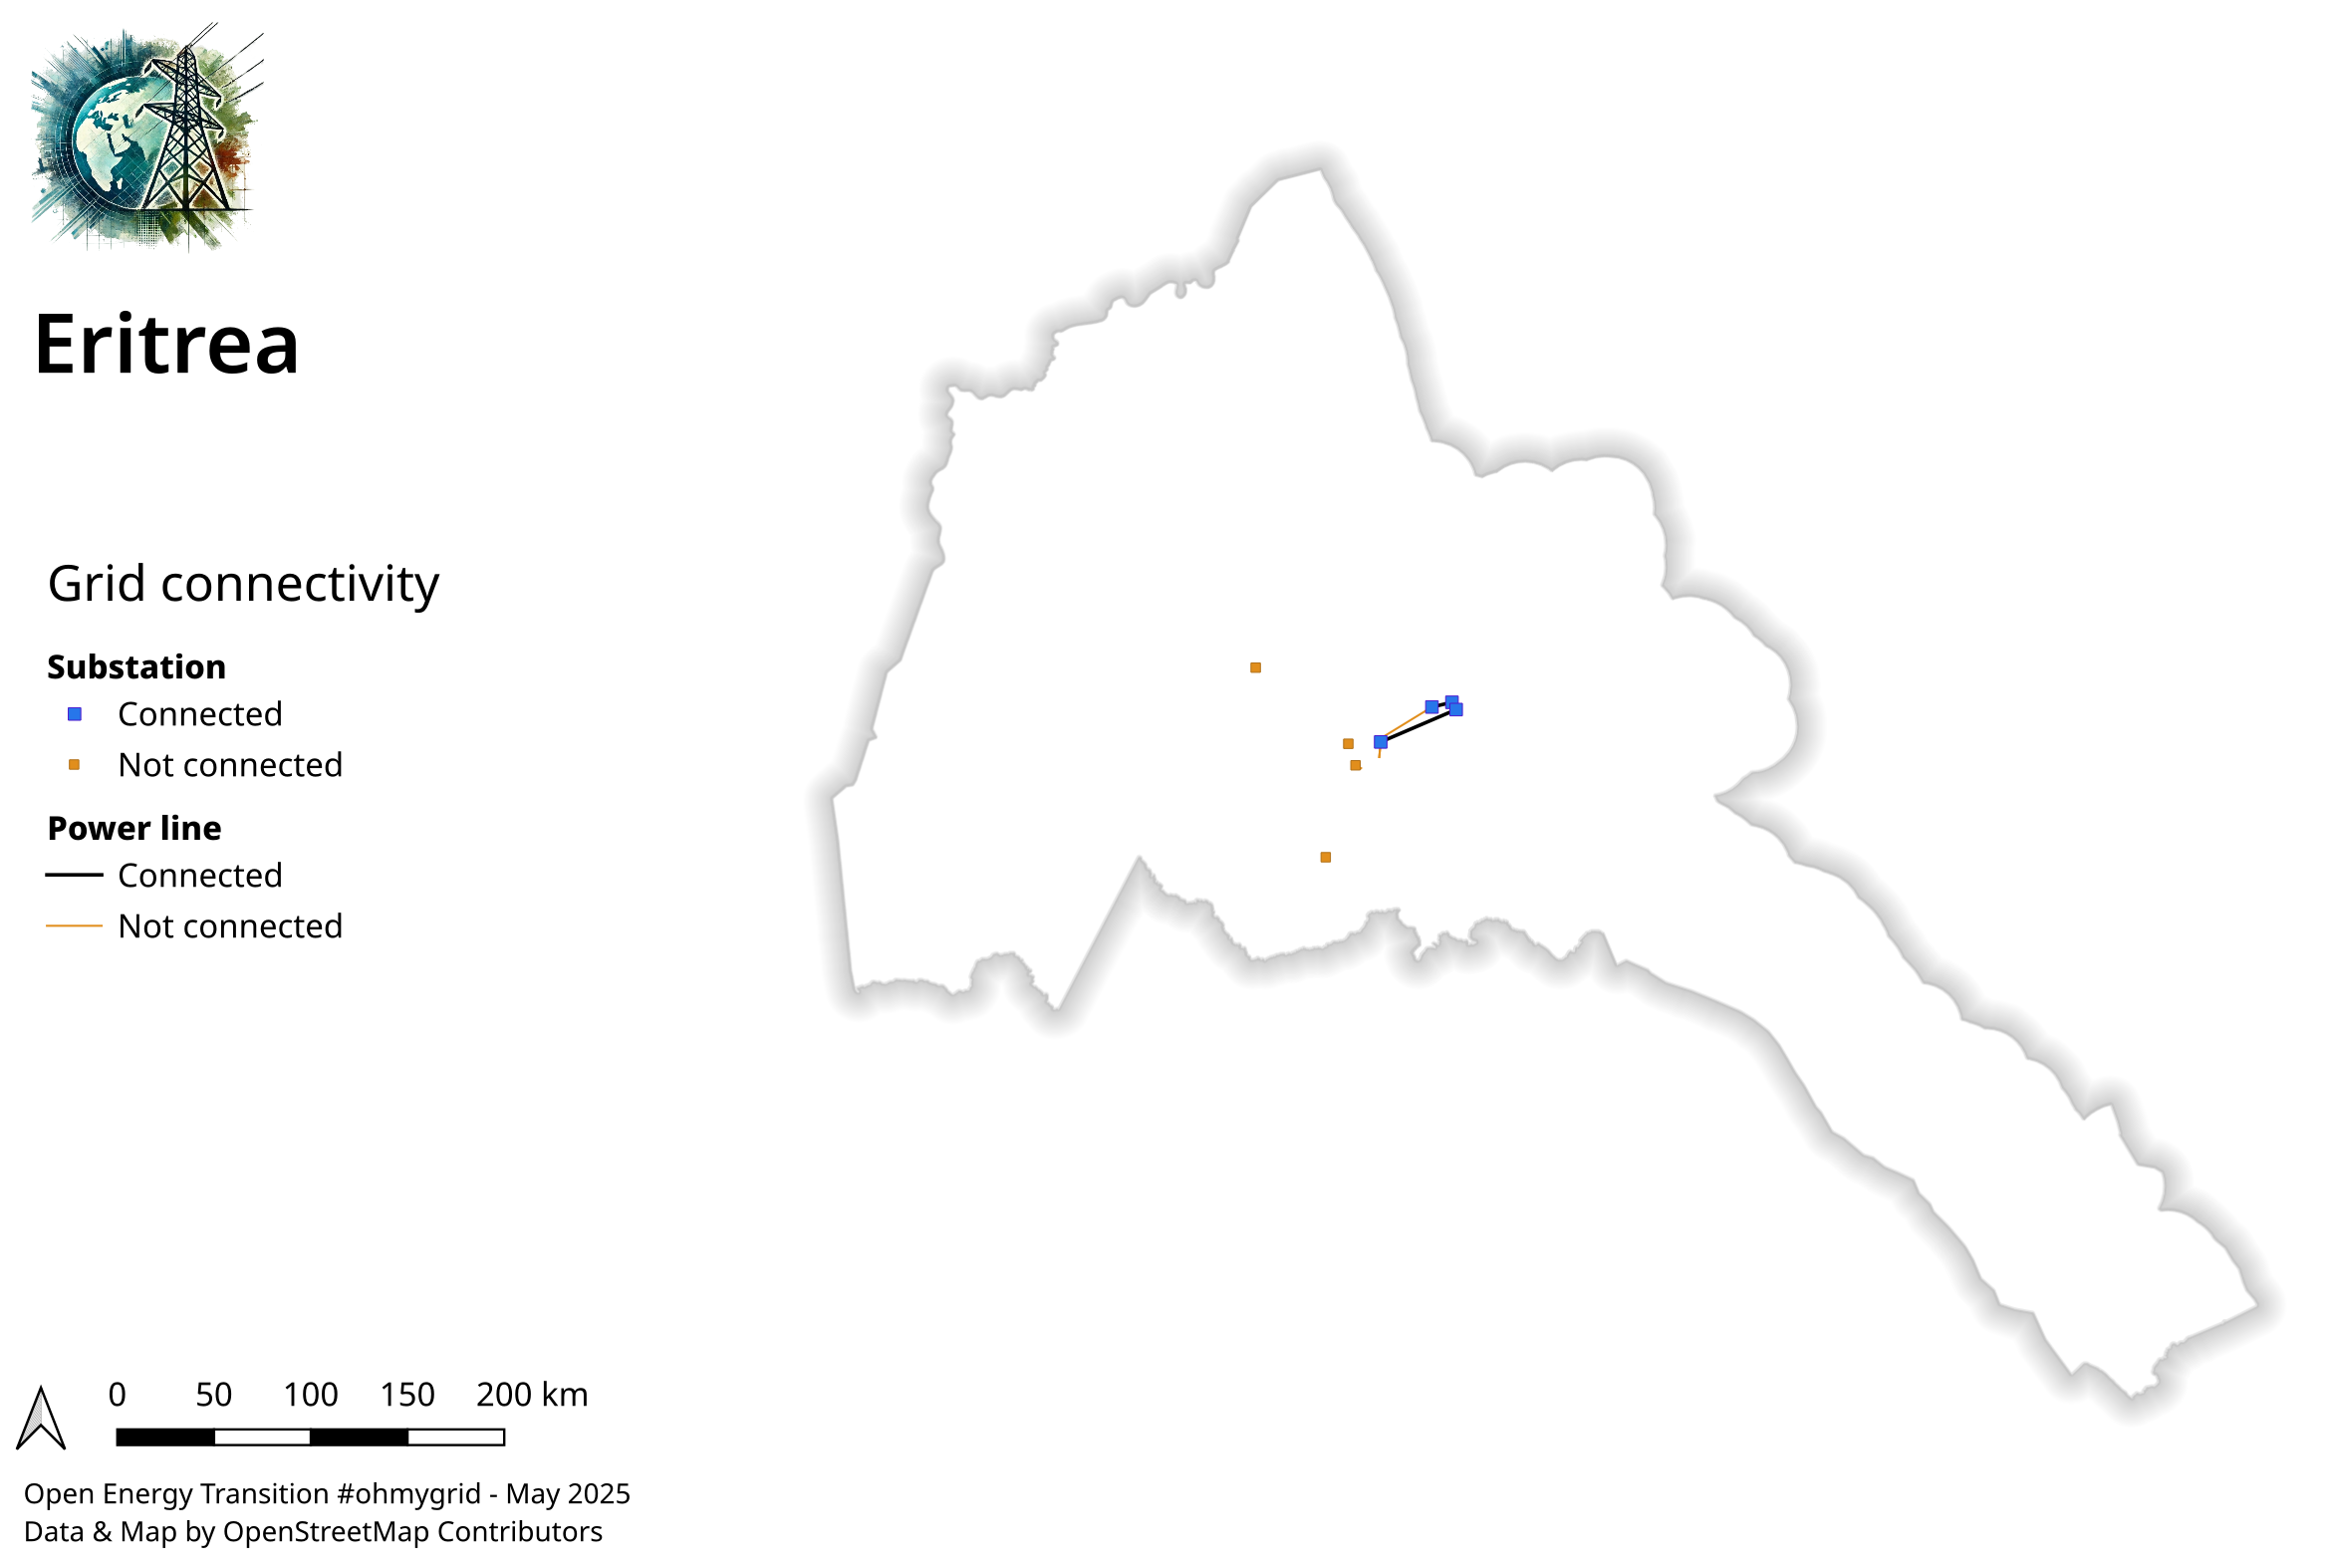 Eritrea
Grid connectivity
Substation
Connected
Not connected
Power line
Connected
Not connected
0 50 100 150 200 km
Open Energy Transition #ohmygrid - May 2025
Data & Map by OpenStreetMap Contributors